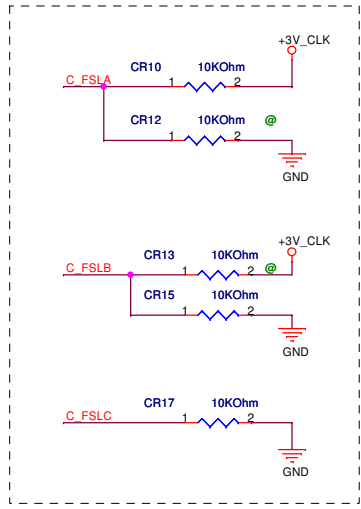 +3V_CLK
CR10 10KOhm
C_FSLA 1 2
CR12 10KOhm @
1 2
GND
+3V_CLK
CR13 10KOhm
C_FSLB 1 2 @
CR15 10KOhm
1 2
GND
CR17 10KOhm
C_FSLC 1 2
GND